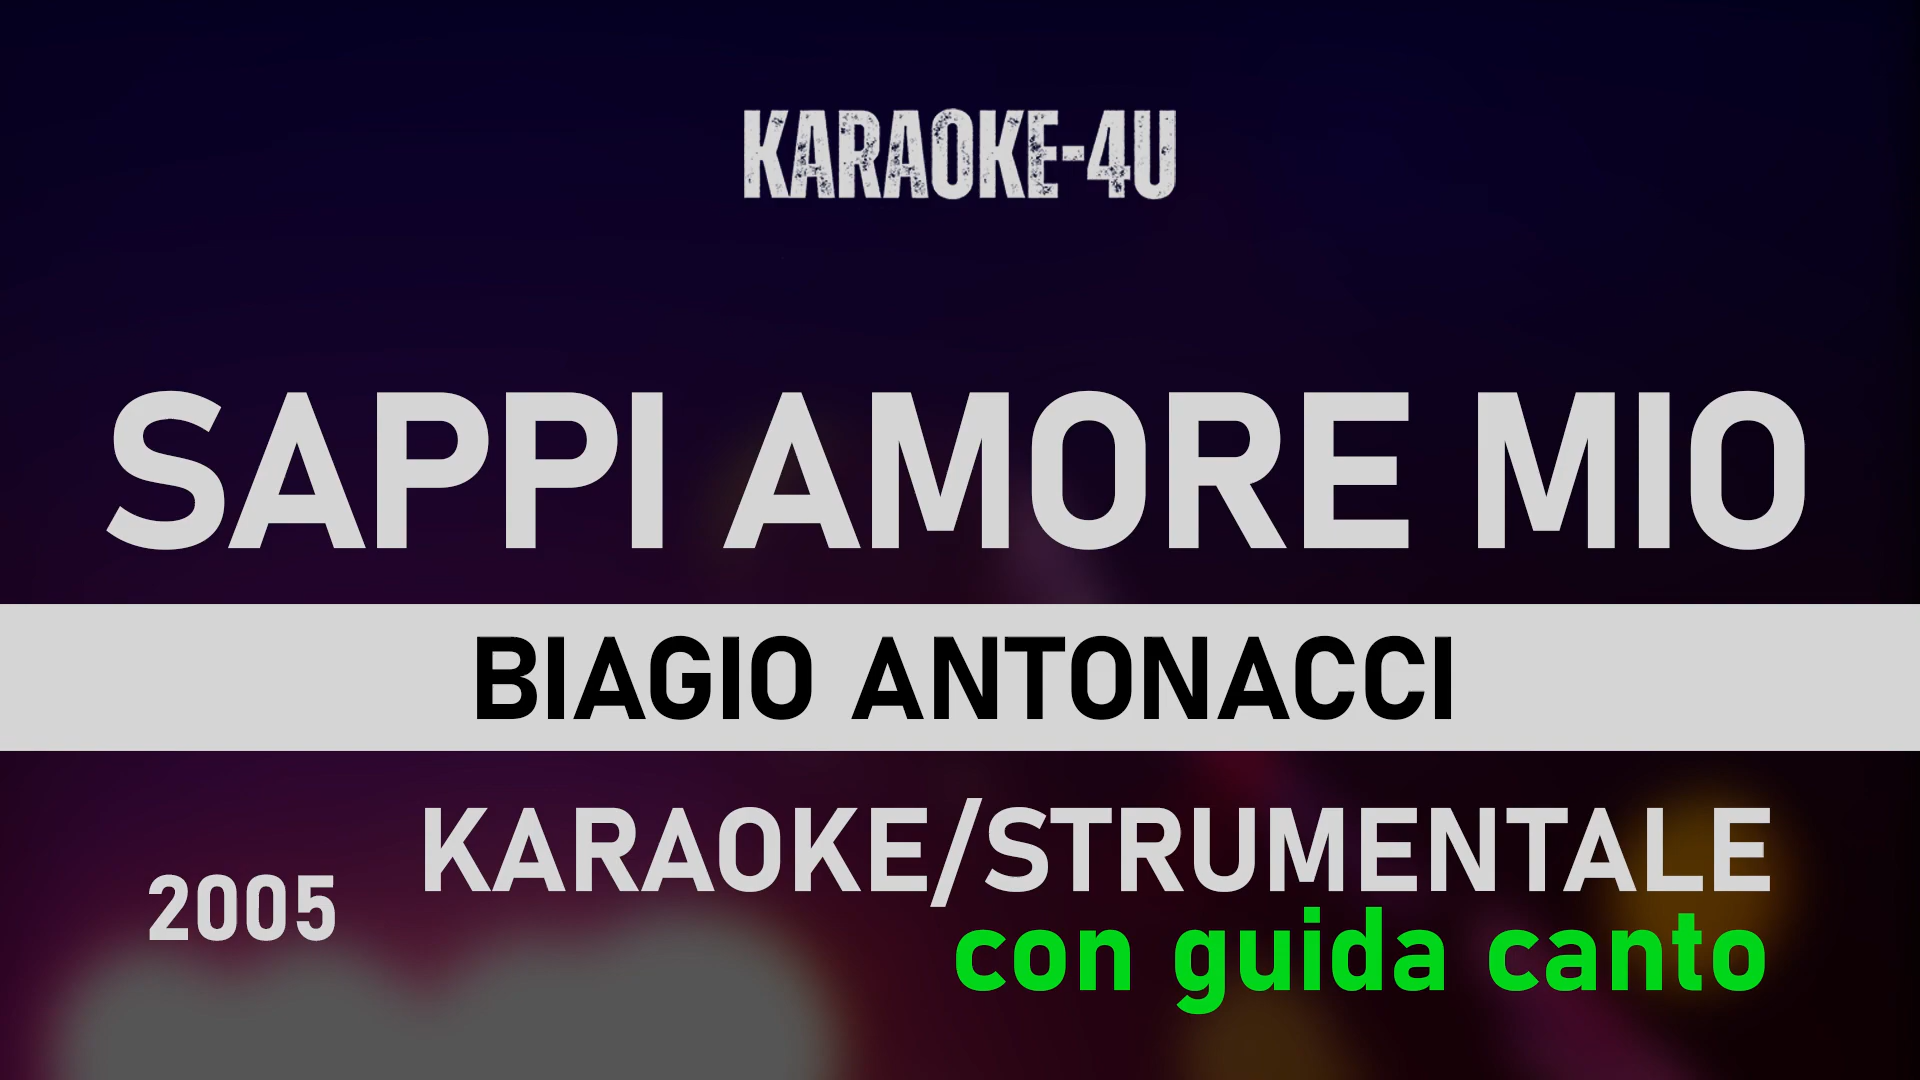 KARAOKE-4U
SAPPI AMORE MIO
BIAGIO ANTONACCI
KARAOKE/STRUMENTALE
2005
con guida canto